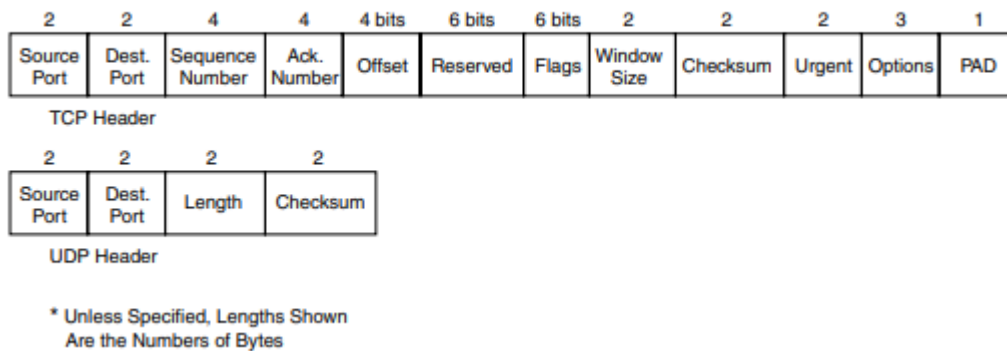 2 2 4 4 4 bits 6 bits 6 bits 2 2 2 3 1
Source Port Dest. Port Sequence Number Ack. Number Offset Reserved Flags Window Size Checksum Urgent Options PAD
TCP Header
2 2 2 2
Source Port Dest. Port Length Checksum
UDP Header
* Unless Specified, Lengths Shown
Are the Numbers of Bytes